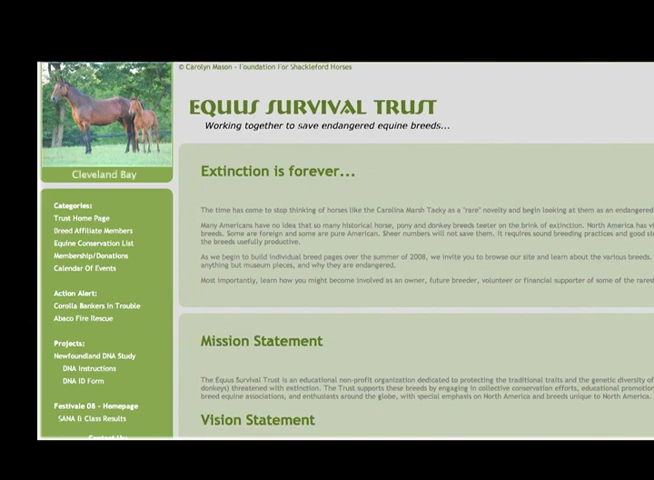 © Carolyn Mason - Foundation For Shackleford Horses
EQUUS SURVIVAL TRUST
Working together to save endangered equine breeds...
Cleveland Bay
Categories:
Trust Home Page
Breed Affiliate Members
Equine Conservation List
Membership/Donations
Calendar Of Events
Action Alert:
Corolla Bankers In Trouble
Abaco Fire Rescue
Projects:
Newfoundland DNA Study
DNA Instructions
DNA ID Form
Festivale 08 - Homepage
SANA & Class Results
Contact Us:
Extinction is forever...
The time has come to stop thinking of horses like the Carolina Marsh Tacky as a "rare" novelty and begin looking at them as an endangered
Many Americans have no idea that so many historical horse, pony and donkey breeds teeter on the brink of extinction. North America has
breeds. Some are foreign and some are pure American. Sheer numbers will not save them. It requires sound breeding practices and good
the breeds usefully productive.
As we begin to build individual breed pages over the summer of 2008, we invite you to browse our site and learn about the various breeds.
anything but museum pieces, and why they are endangered.
Most importantly, learn how you might become involved as an owner, future breeder, volunteer or financial supporter of some of the
Mission Statement
The Equus Survival Trust is an educational non-profit organization dedicated to protecting the traditional traits and the genetic diversity of
donkeys) threatened with extinction. The Trust supports these breeds by engaging in collective conservation efforts, educational
breed equine associations, and enthusiasts around the globe, with special emphasis on North America and breeds unique to North America.
Vision Statement